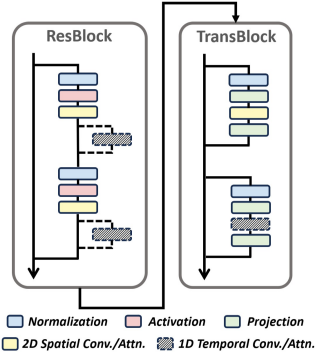 ResBlock
TransBlock
Normalization Activation Projection
2D Spatial Conv./Attn. 1D Temporal Conv./Attn.